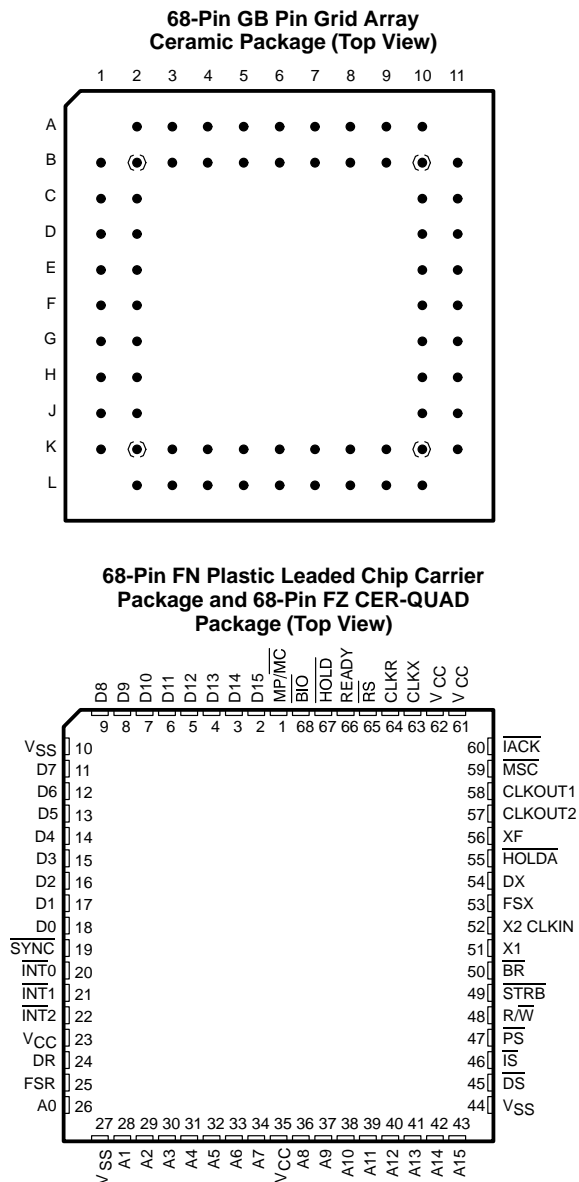 68-Pin GB Pin Grid Array
Ceramic Package (Top View)
1 2 3 4 5 6 7 8 9 10 11
A
B
C
D
E
F
G
H
J
K
L
68-Pin FN Plastic Leaded Chip Carrier
Package and 68-Pin FZ CER-QUAD
Package (Top View)
D8 D9 D10 D11 D12 D13 D14 D15 MP/MC BIO HOLD READY RS CLKR CLKX VCC VCC
9 8 7 6 5 4 3 2 1 68 67 66 65 64 63 62 61
VSS 10 60 IACK
D7 11 59 MSC
D6 12 58 CLKOUT1
D5 13 57 CLKOUT2
D4 14 56 XF
D3 15 55 HOLDA
D2 16 54 DX
D1 17 53 FSX
D0 18 52 X2 CLKIN
SYNC 19 51 X1
INT0 20 50 BR
INT1 21 49 STRB
INT2 22 48 R/W
VCC 23 47 PS
DR 24 46 IS
FSR 25 45 DS
A0 26 44 VSS
27 28 29 30 31 32 33 34 35 36 37 38 39 40 41 42 43
VSS A1 A2 A3 A4 A5 A6 A7 VCC A8 A9 A10 A11 A12 A13 A14 A15